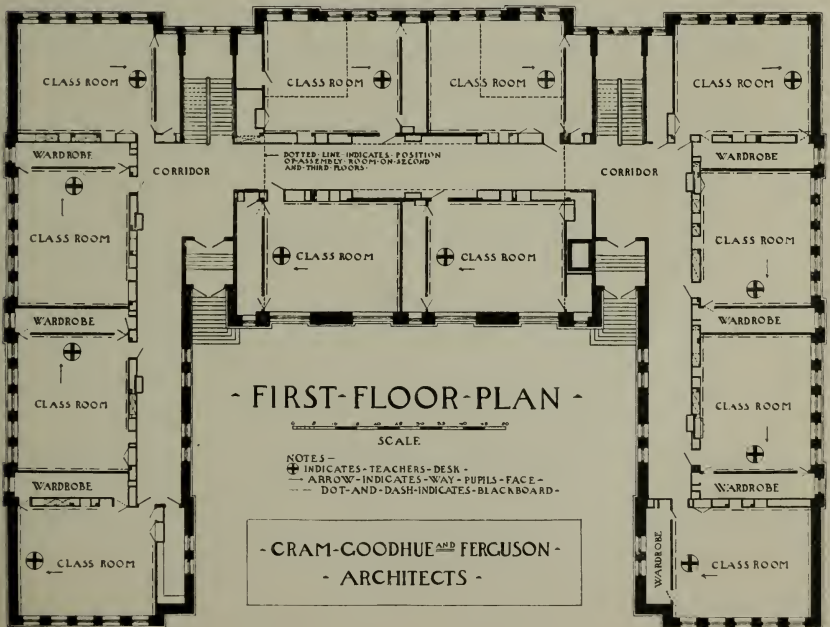 CLASS ROOM
CLASS ROOM
CLASS ROOM
CLASS ROOM
WARDROBE
CORRIDOR
DOTTED·LINE·INDICATES·POSITION
OF·ASSEMBLY·ROOM·ON·SECOND
AND·THIRD·FLOORS·
CORRIDOR
WARDROBE
CLASS ROOM
CLASS ROOM
CLASS ROOM
CLASS ROOM
WARDROBE
WARDROBE
CLASS ROOM
CLASS ROOM
WARDROBE
WARDROBE
CLASS ROOM
WARDROBE
CLASS ROOM
- FIRST-FLOOR-PLAN -
SCALE
NOTES-
INDICATES-TEACHERS-DESK-
ARROW-INDICATES-WAY-PUPILS-FACE-
DOT-AND-DASH-INDICATES-BLACKBOARD-
-CRAM-GOODHUE AND FERGUSON-
- ARCHITECTS -